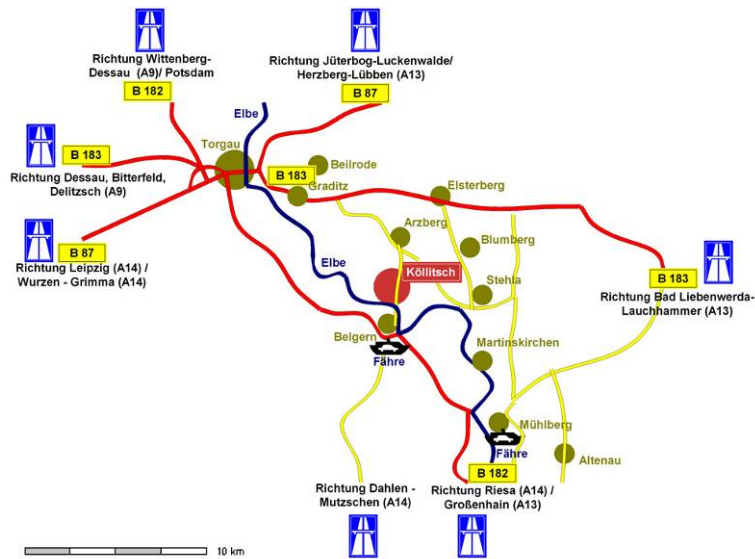 Richtung Wittenberg-
Dessau (A9)/ Potsdam
B 182
Richtung Jüterbog-Luckenwalde/
Herzberg-Lübben (A13)
B 87
Elbe
Torgau
B 183
Richtung Dessau, Bitterfeld,
Delitzsch (A9)
Beilrode
B 183
Graditz
Elsterberg
Arzberg
Blumberg
B 87
Richtung Leipzig (A14) /
Wurzen - Grimma (A14)
Elbe
Köllitsch
Stehla
B 183
Richtung Bad Liebenwerda-
Lauchhammer (A13)
Belgern
Fähre
Martinskirchen
Mühlberg
Fähre
Altenau
B 182
Richtung Dahlen -
Mutzschen (A14)
Richtung Riesa (A14) /
Großenhain (A13)
10 km